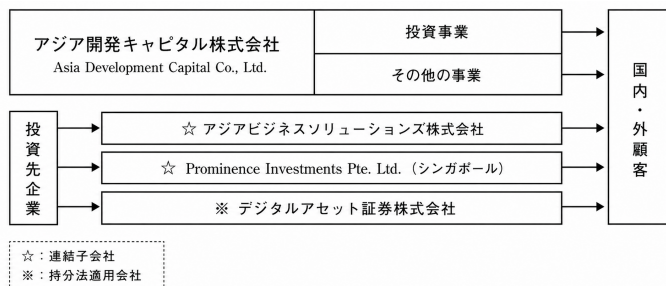 アジア開発キャピタル株式会社
Asia Development Capital Co., Ltd.
投資事業
その他の事業
国内・外顧客
投資先企業
☆ アジアビジネスソリューションズ株式会社
☆ Prominence Investments Pte. Ltd.（シンガポール）
※ デジタルアセット証券株式会社
☆：連結子会社
※：持分法適用会社